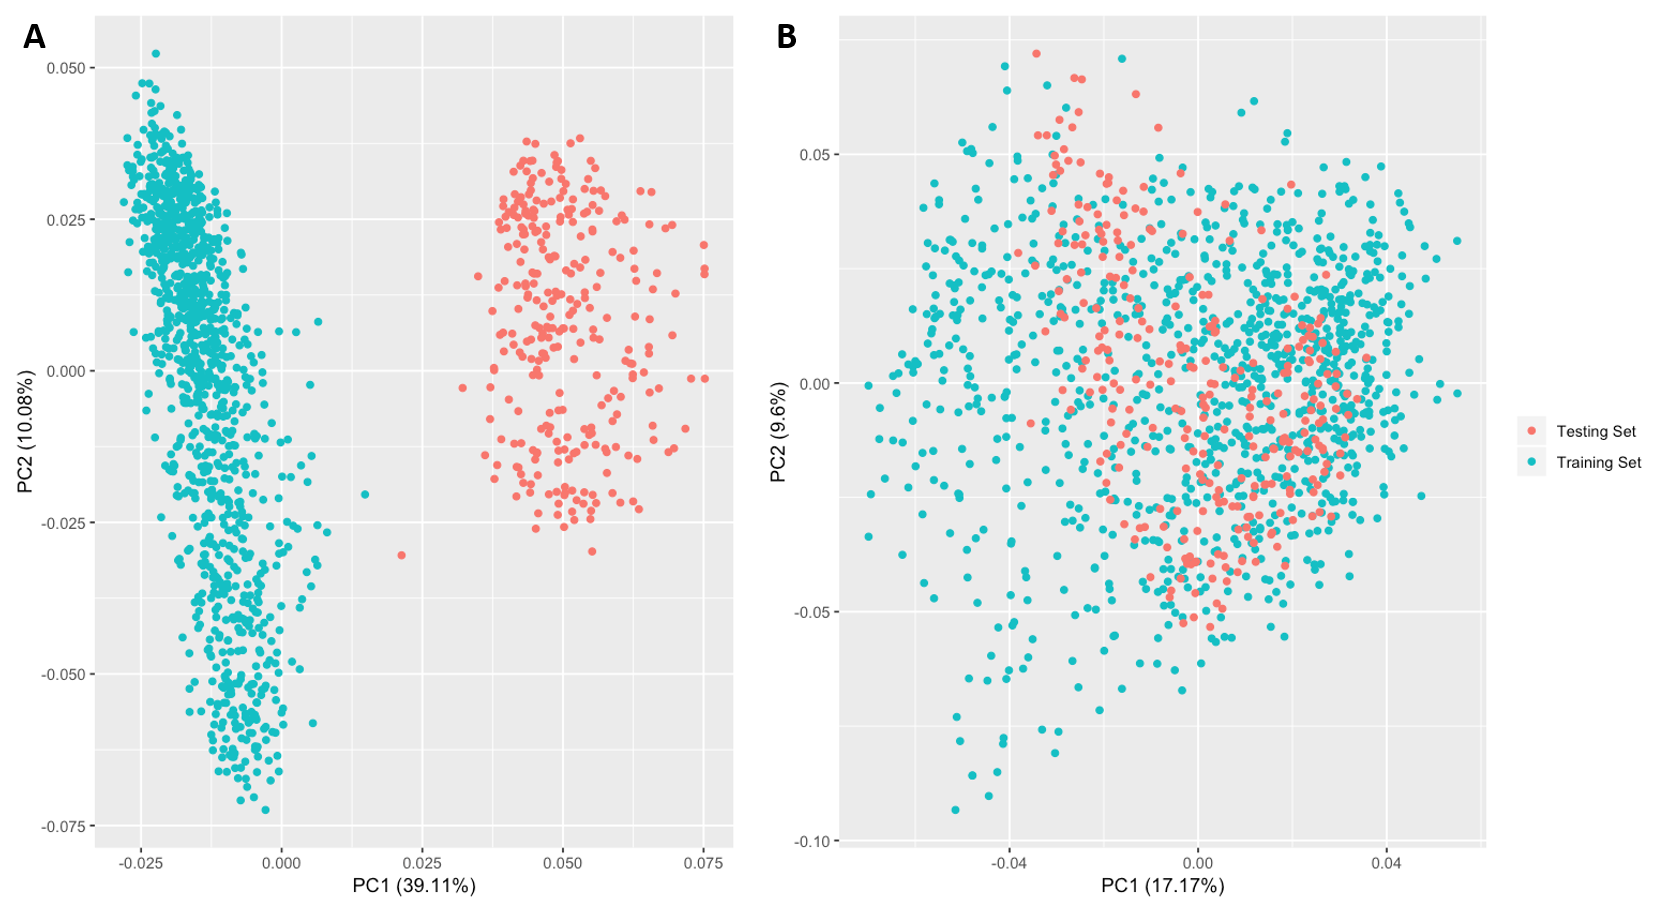 A
0.050
0.025
0.000
-0.025
-0.050
-0.075
PC2 (10.08%)
-0.025
0.000
0.025
0.050
0.075
PC1 (39.11%)
B
0.05
0.00
-0.05
-0.10
PC2 (9.6%)
-0.04
0.00
0.04
PC1 (17.17%)
Testing Set
Training Set